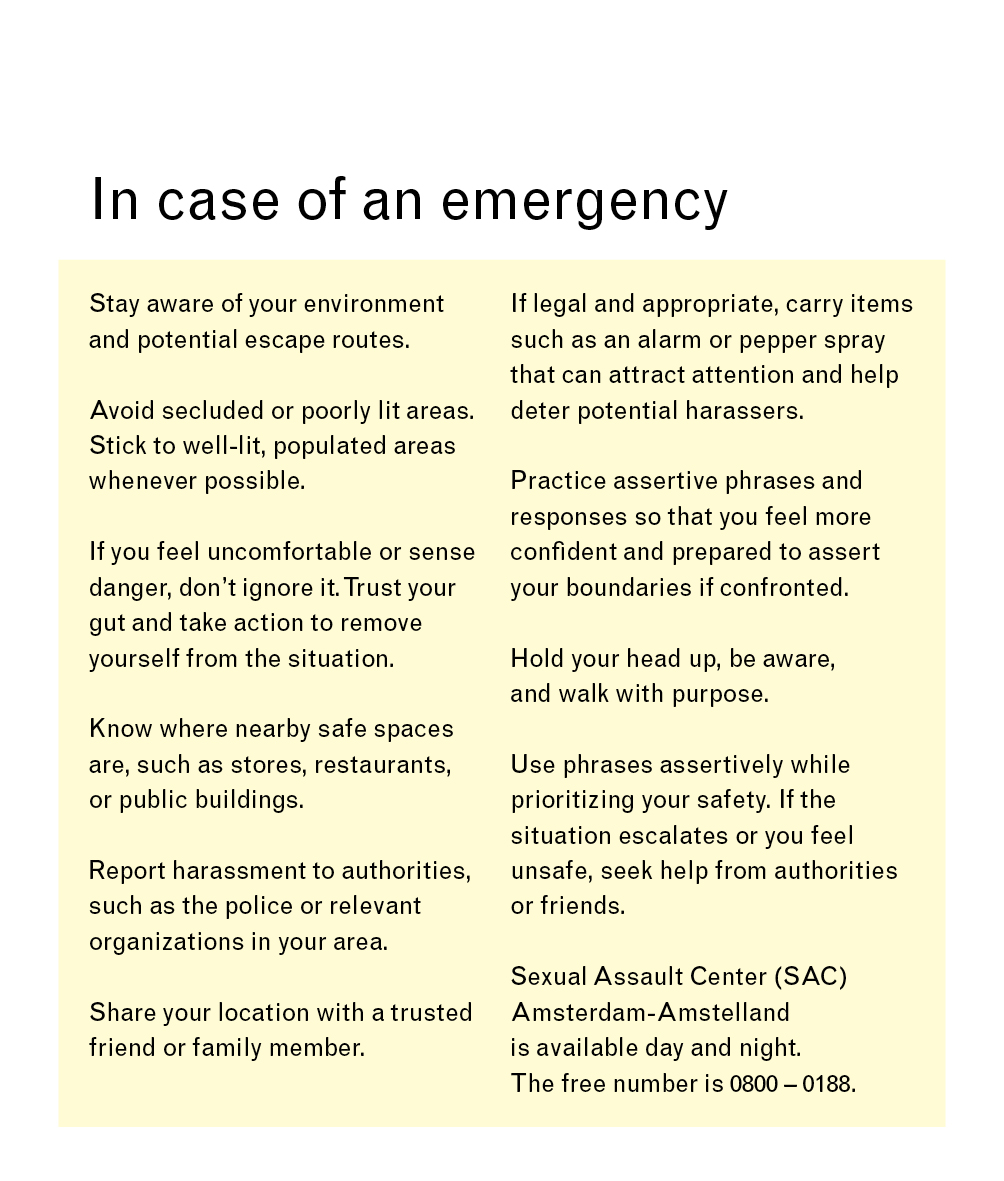 In case of an emergency
Stay aware of your environment
and potential escape routes.
Avoid secluded or poorly lit areas.
Stick to well-lit, populated areas
whenever possible.
If you feel uncomfortable or sense
danger, don’t ignore it. Trust your
gut and take action to remove
yourself from the situation.
Know where nearby safe spaces
are, such as stores, restaurants,
or public buildings.
Report harassment to authorities,
such as the police or relevant
organizations in your area.
Share your location with a trusted
friend or family member.
If legal and appropriate, carry items
such as an alarm or pepper spray
that can attract attention and help
deter potential harassers.
Practice assertive phrases and
responses so that you feel more
confident and prepared to assert
your boundaries if confronted.
Hold your head up, be aware,
and walk with purpose.
Use phrases assertively while
prioritizing your safety. If the
situation escalates or you feel
unsafe, seek help from authorities
or friends.
Sexual Assault Center (SAC)
Amsterdam-Amstelland
is available day and night.
The free number is 0800 – 0188.